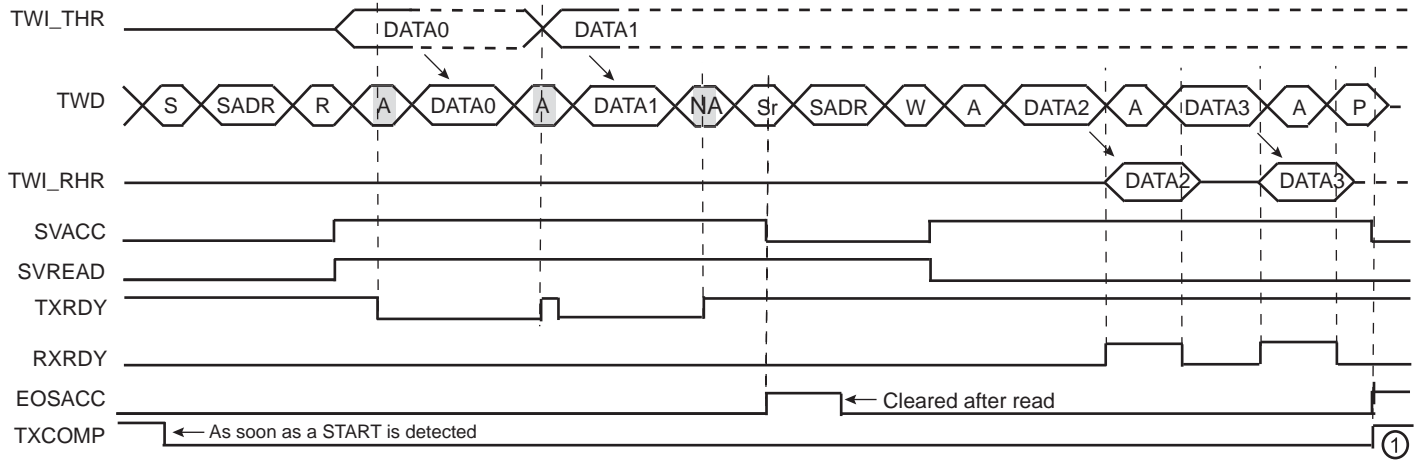 TWI_THR DATA0 DATA1
TWD S SADR R A DATA0 A DATA1 NA Sr SADR W A DATA2 A DATA3 A P
TWI_RHR DATA2 DATA3
SVACC
SVREAD
TXRDY
RXRDY
EOSACC Cleared after read
TXCOMP As soon as a START is detected 1